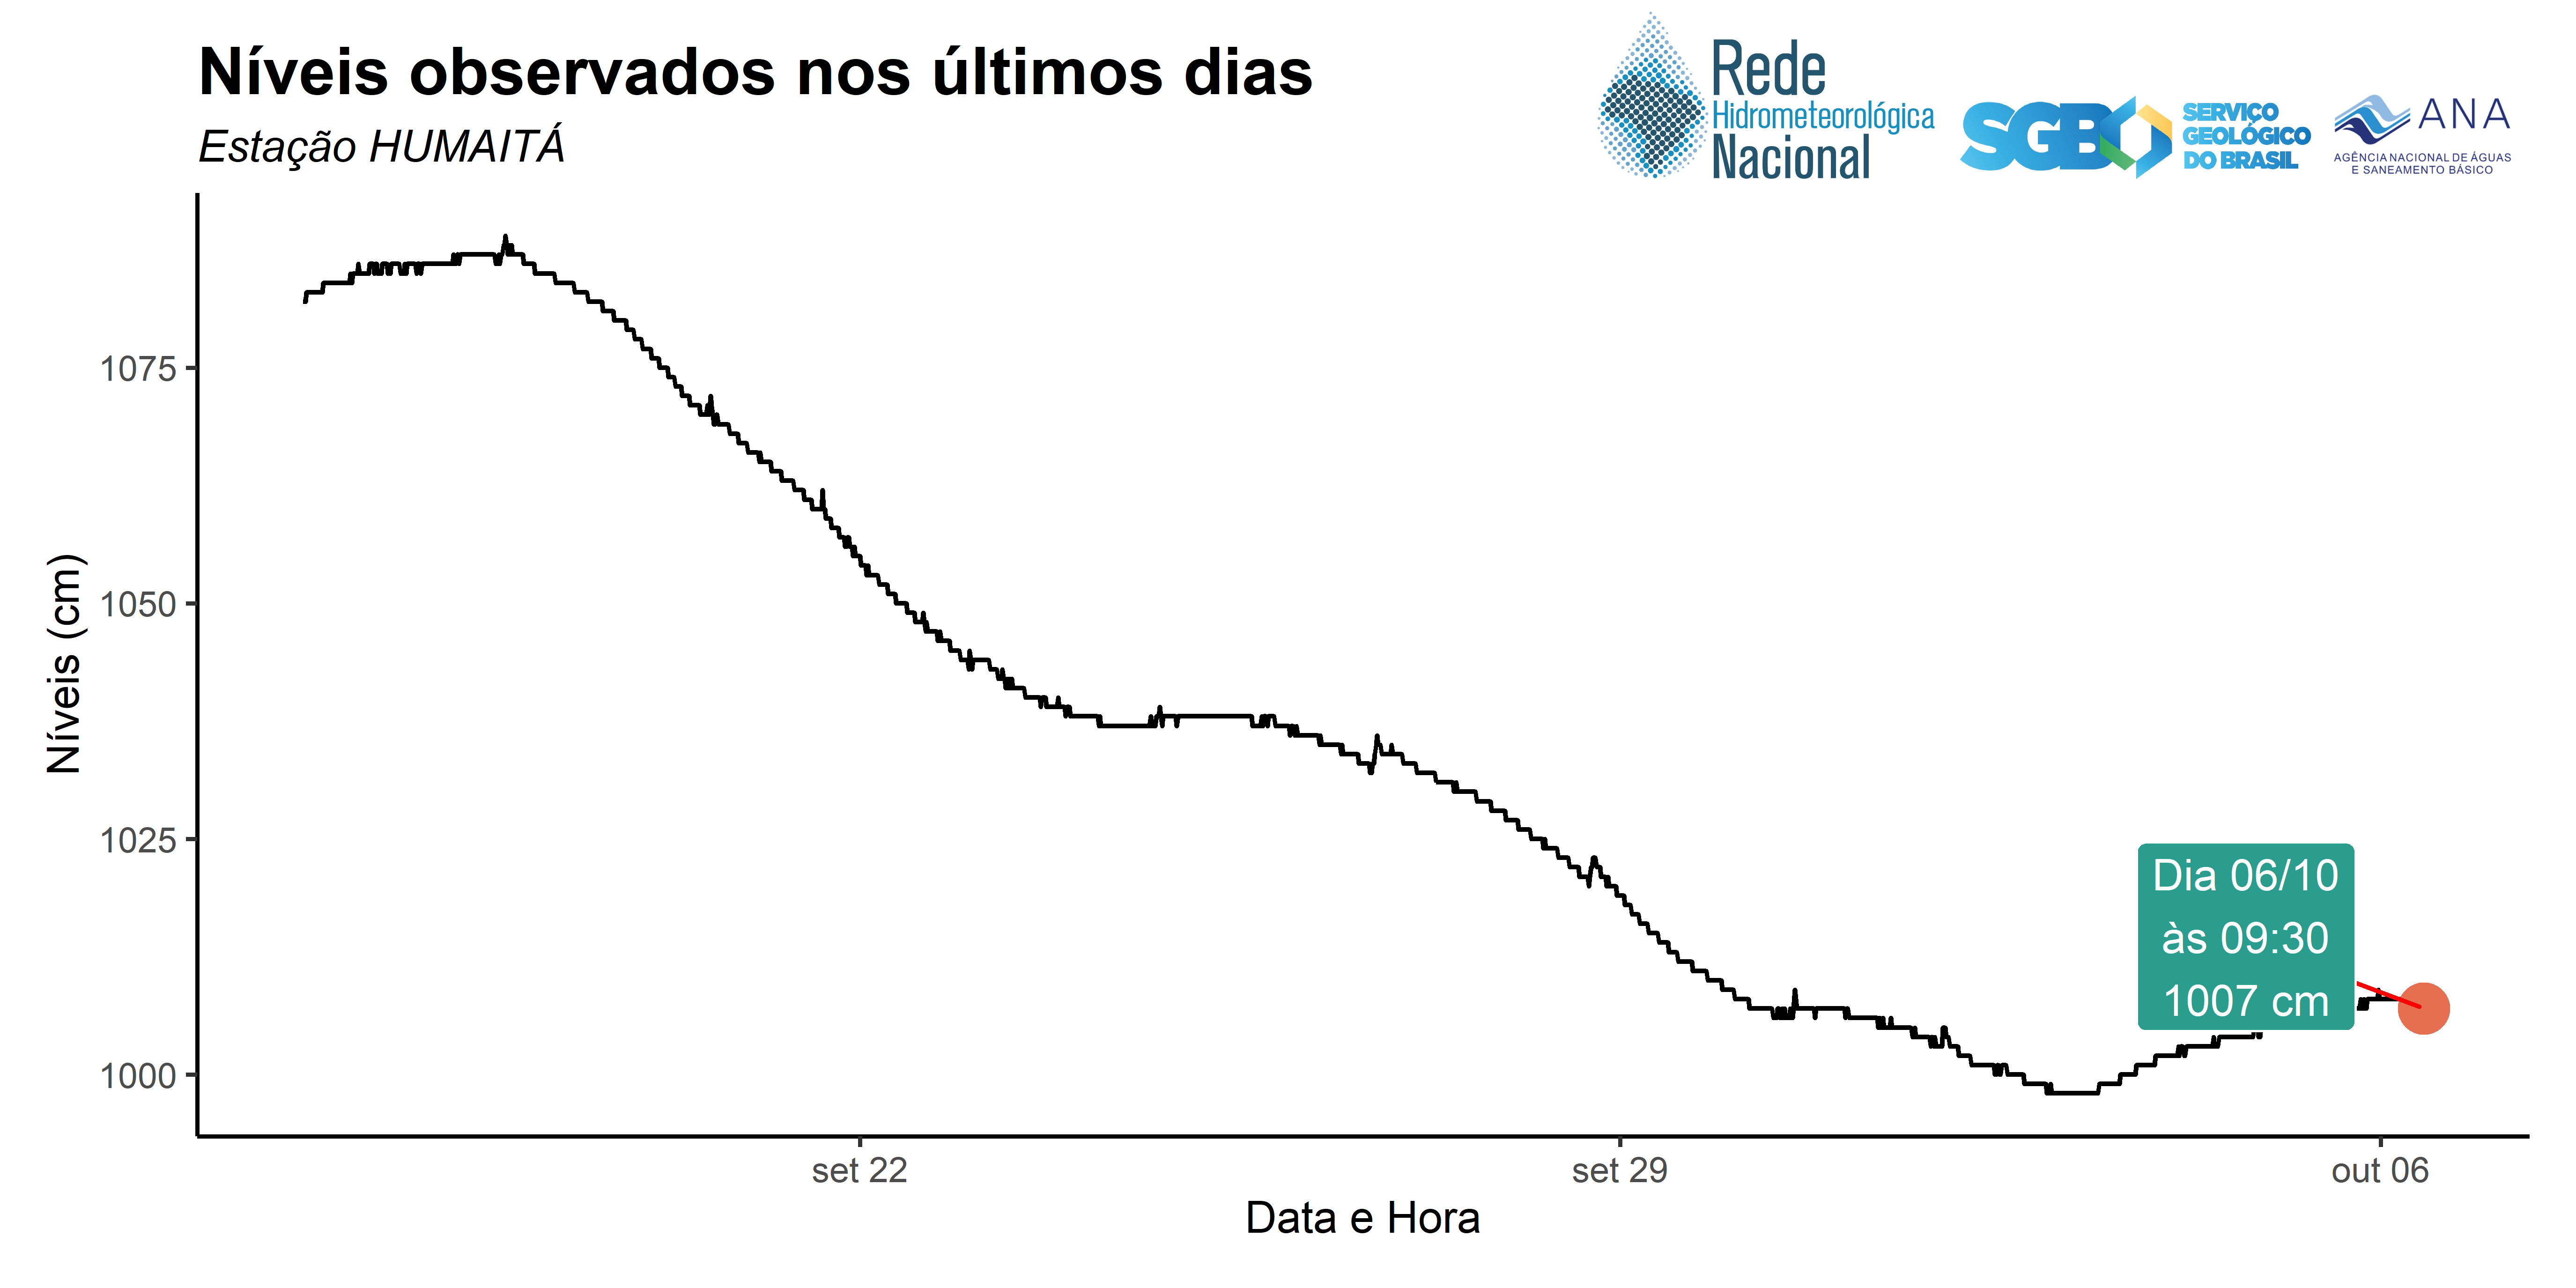 Níveis observados nos últimos dias
Estação HUMAITÁ
Rede
Hidrometeorológica
Nacional
SGB
SERVIÇO
GEOLÓGICO
DO BRASIL
ANA
AGÊNCIA NACIONAL DE ÁGUAS
E SANEAMENTO BÁSICO
Níveis (cm)
1075
1050
1025
1000
Dia 06/10
às 09:30
1007 cm
set 22
set 29
out 06
Data e Hora